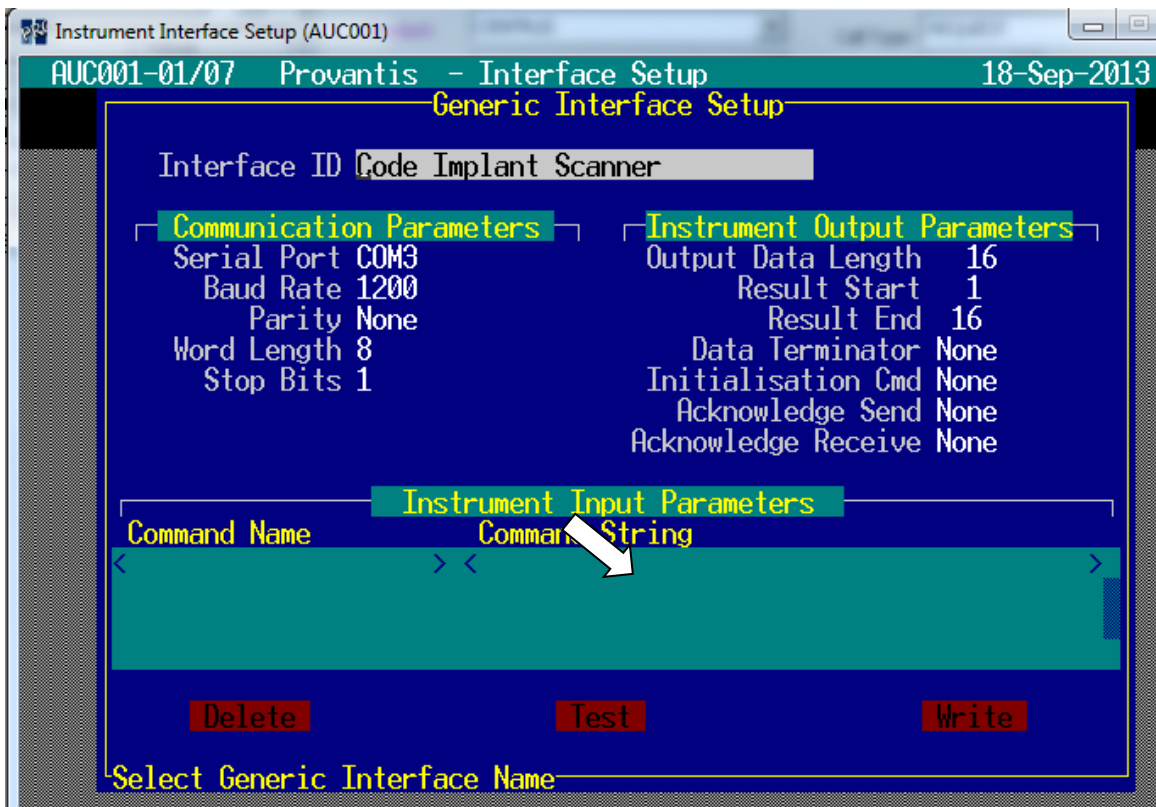 Instrument Interface Setup (AUC001)
AUC001-01/07 Provantis - Interface Setup 18-Sep-2013
Generic Interface Setup
Interface ID Code Implant Scanner
Communication Parameters
Serial Port COM3
Baud Rate 1200
Parity None
Word Length 8
Stop Bits 1
Instrument Output Parameters
Output Data Length 16
Result Start 1
Result End 16
Data Terminator None
Initialisation Cmd None
Acknowledge Send None
Acknowledge Receive None
Instrument Input Parameters
Command Name Command String
< > < >
Delete Test Write
Select Generic Interface Name